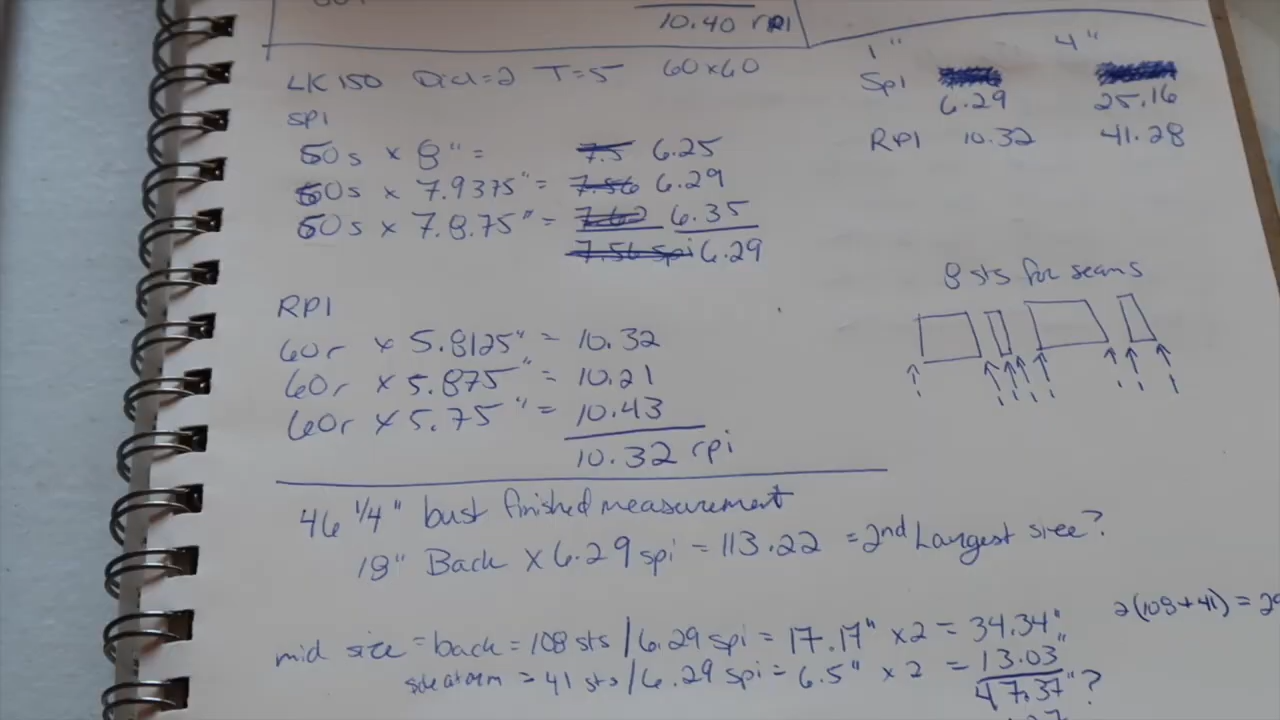 10.40 rpi
LK150 Dial=2 T=5 60x60
SPI
50s x 8" = 7.5 6.25
50s x 7.9375" = 7.56 6.29
50s x 7.8.75" = 7.62 6.35
7.56 spi 6.29
RPI
60r x 5.8125" = 10.32
60r x 5.875" = 10.21
60r x 5.75" = 10.43
10.32 rpi
1" 4"
Spi 6.29 25.16
RPI 10.32 41.28
8 sts for seams
46 1/4" bust finished measurement
18" Back x 6.29 spi = 113.22 = 2nd Largest size?
mid size = back = 108 sts / 6.29 spi = 17.17" x 2 = 34.34"
= 41 sts / 6.29 spi = 6.5" x 2 = 13.03"
47.37"?
2(108+41) = 29